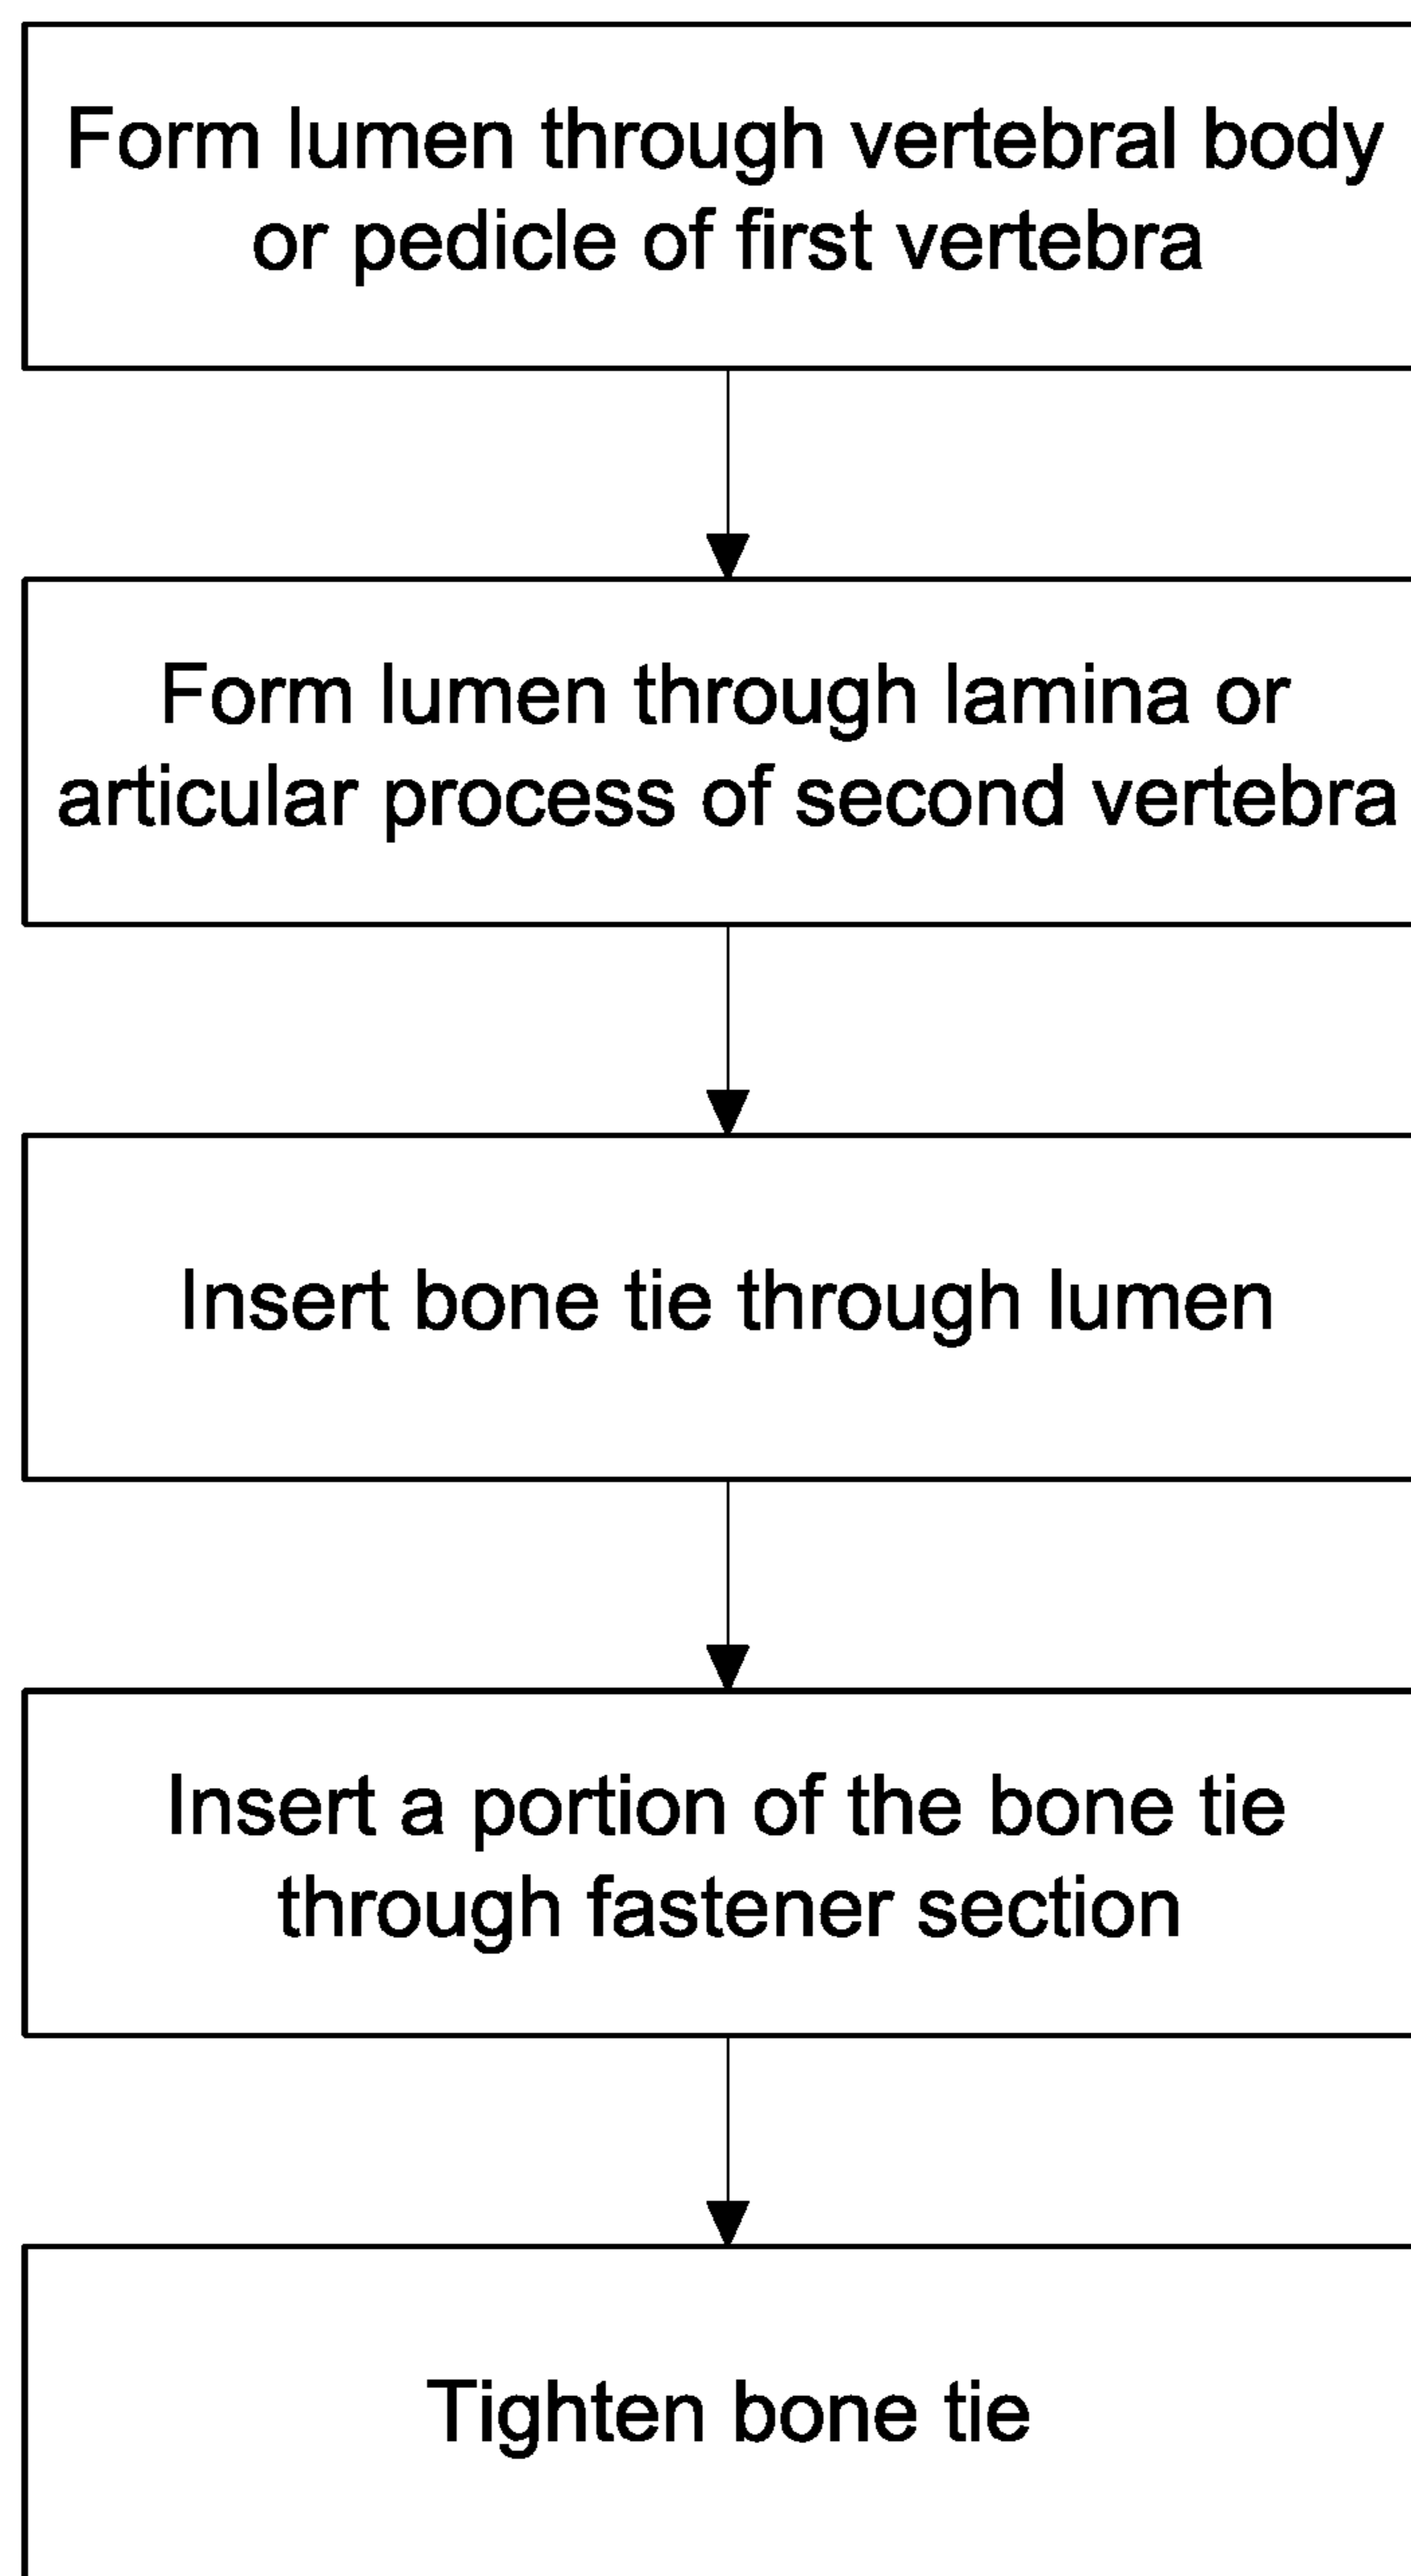 Form lumen through vertebral body
or pedicle of first vertebra
Form lumen through lamina or
articular process of second vertebra
Insert bone tie through lumen
Insert a portion of the bone tie
through fastener section
Tighten bone tie